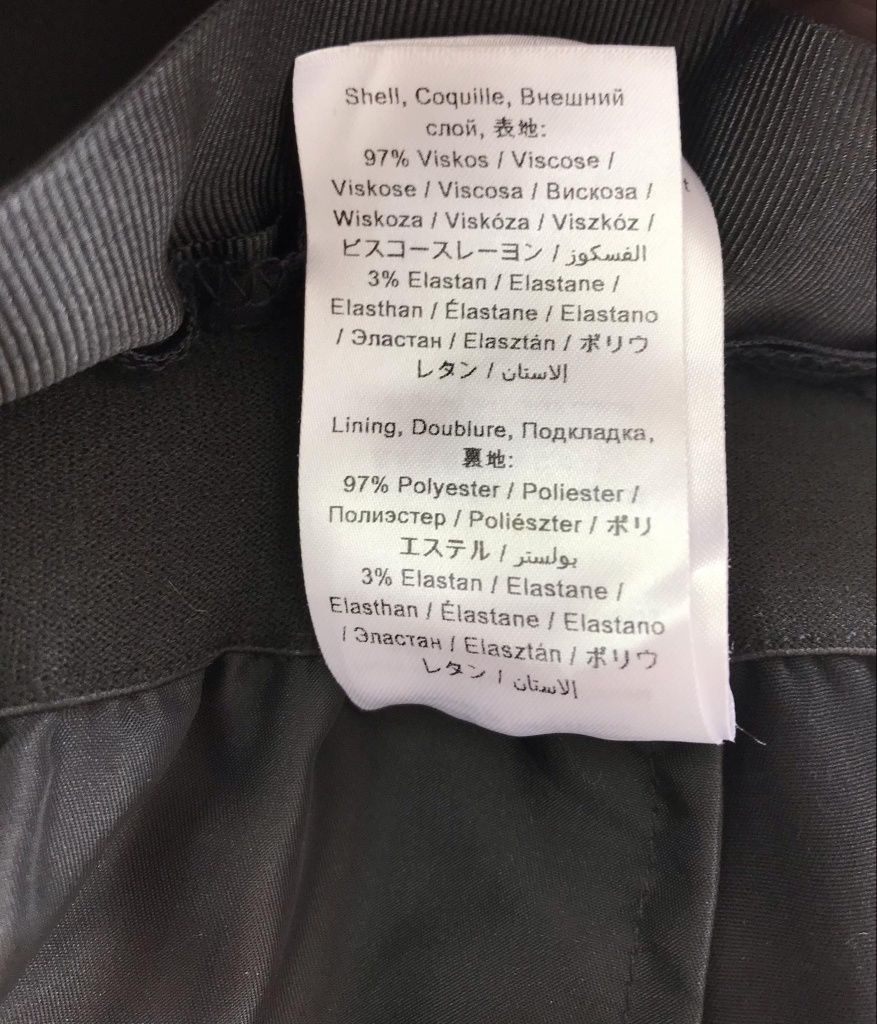 Shell, Coquille, Внешний
слой, 表地:
97% Viskos / Viscose /
Viskose / Viscosa / Вискоза /
Wiskoza / Viskóza / Viszkóz /
ビスコースレーヨン / الفسكوز
3% Elastan / Elastane /
Elasthan / Élastane / Elastano
/ Эластан / Elasztán / ポリウ
レタン / الاستان
Lining, Doublure, Подкладка,
裏地:
97% Polyester / Poliester /
Полиэстер / Poliészter / ポリ
エステル / بولستر
3% Elastan / Elastane /
Elasthan / Élastane / Elastano
/ Эластан / Elasztán / ポリウ
レタン / الاستان